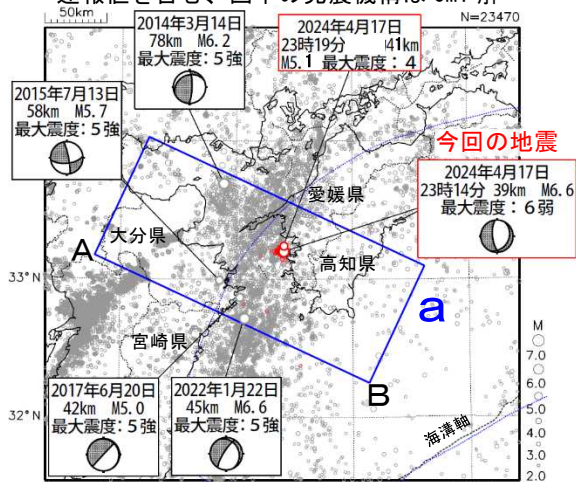 50km
N=23470
2014年3月14日
78km M6.2
最大震度:5強
2024年4月17日
23時19分 41km
M5.1 最大震度:4
2015年7月13日
58km M5.7
最大震度:5強
今回の地震
2024年4月17日
23時14分 39km M6.6
最大震度:6弱
愛媛県
大分県
高知県
A
33°N
a
宮崎県
M
7.0
6.0
5.0
4.0
3.0
2.0
B
2017年6月20日
42km M5.0
最大震度:5強
2022年1月22日
45km M6.6
最大震度:5強
32°N
海溝軸